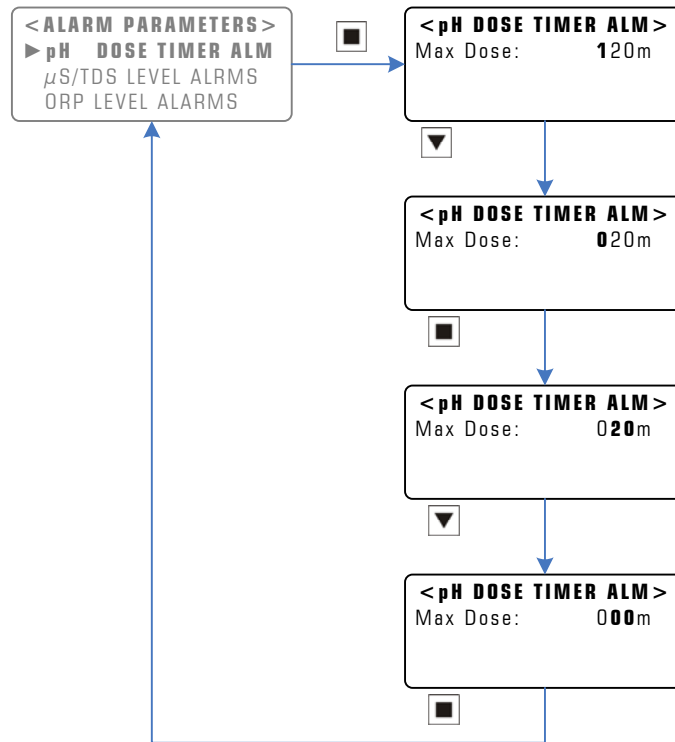 <ALARM PARAMETERS>
►pH DOSE TIMER ALM
µS/TDS LEVEL ALRMS
ORP LEVEL ALARMS
<pH DOSE TIMER ALM>
Max Dose: 120m
<pH DOSE TIMER ALM>
Max Dose: 020m
<pH DOSE TIMER ALM>
Max Dose: 020m
<pH DOSE TIMER ALM>
Max Dose: 000m